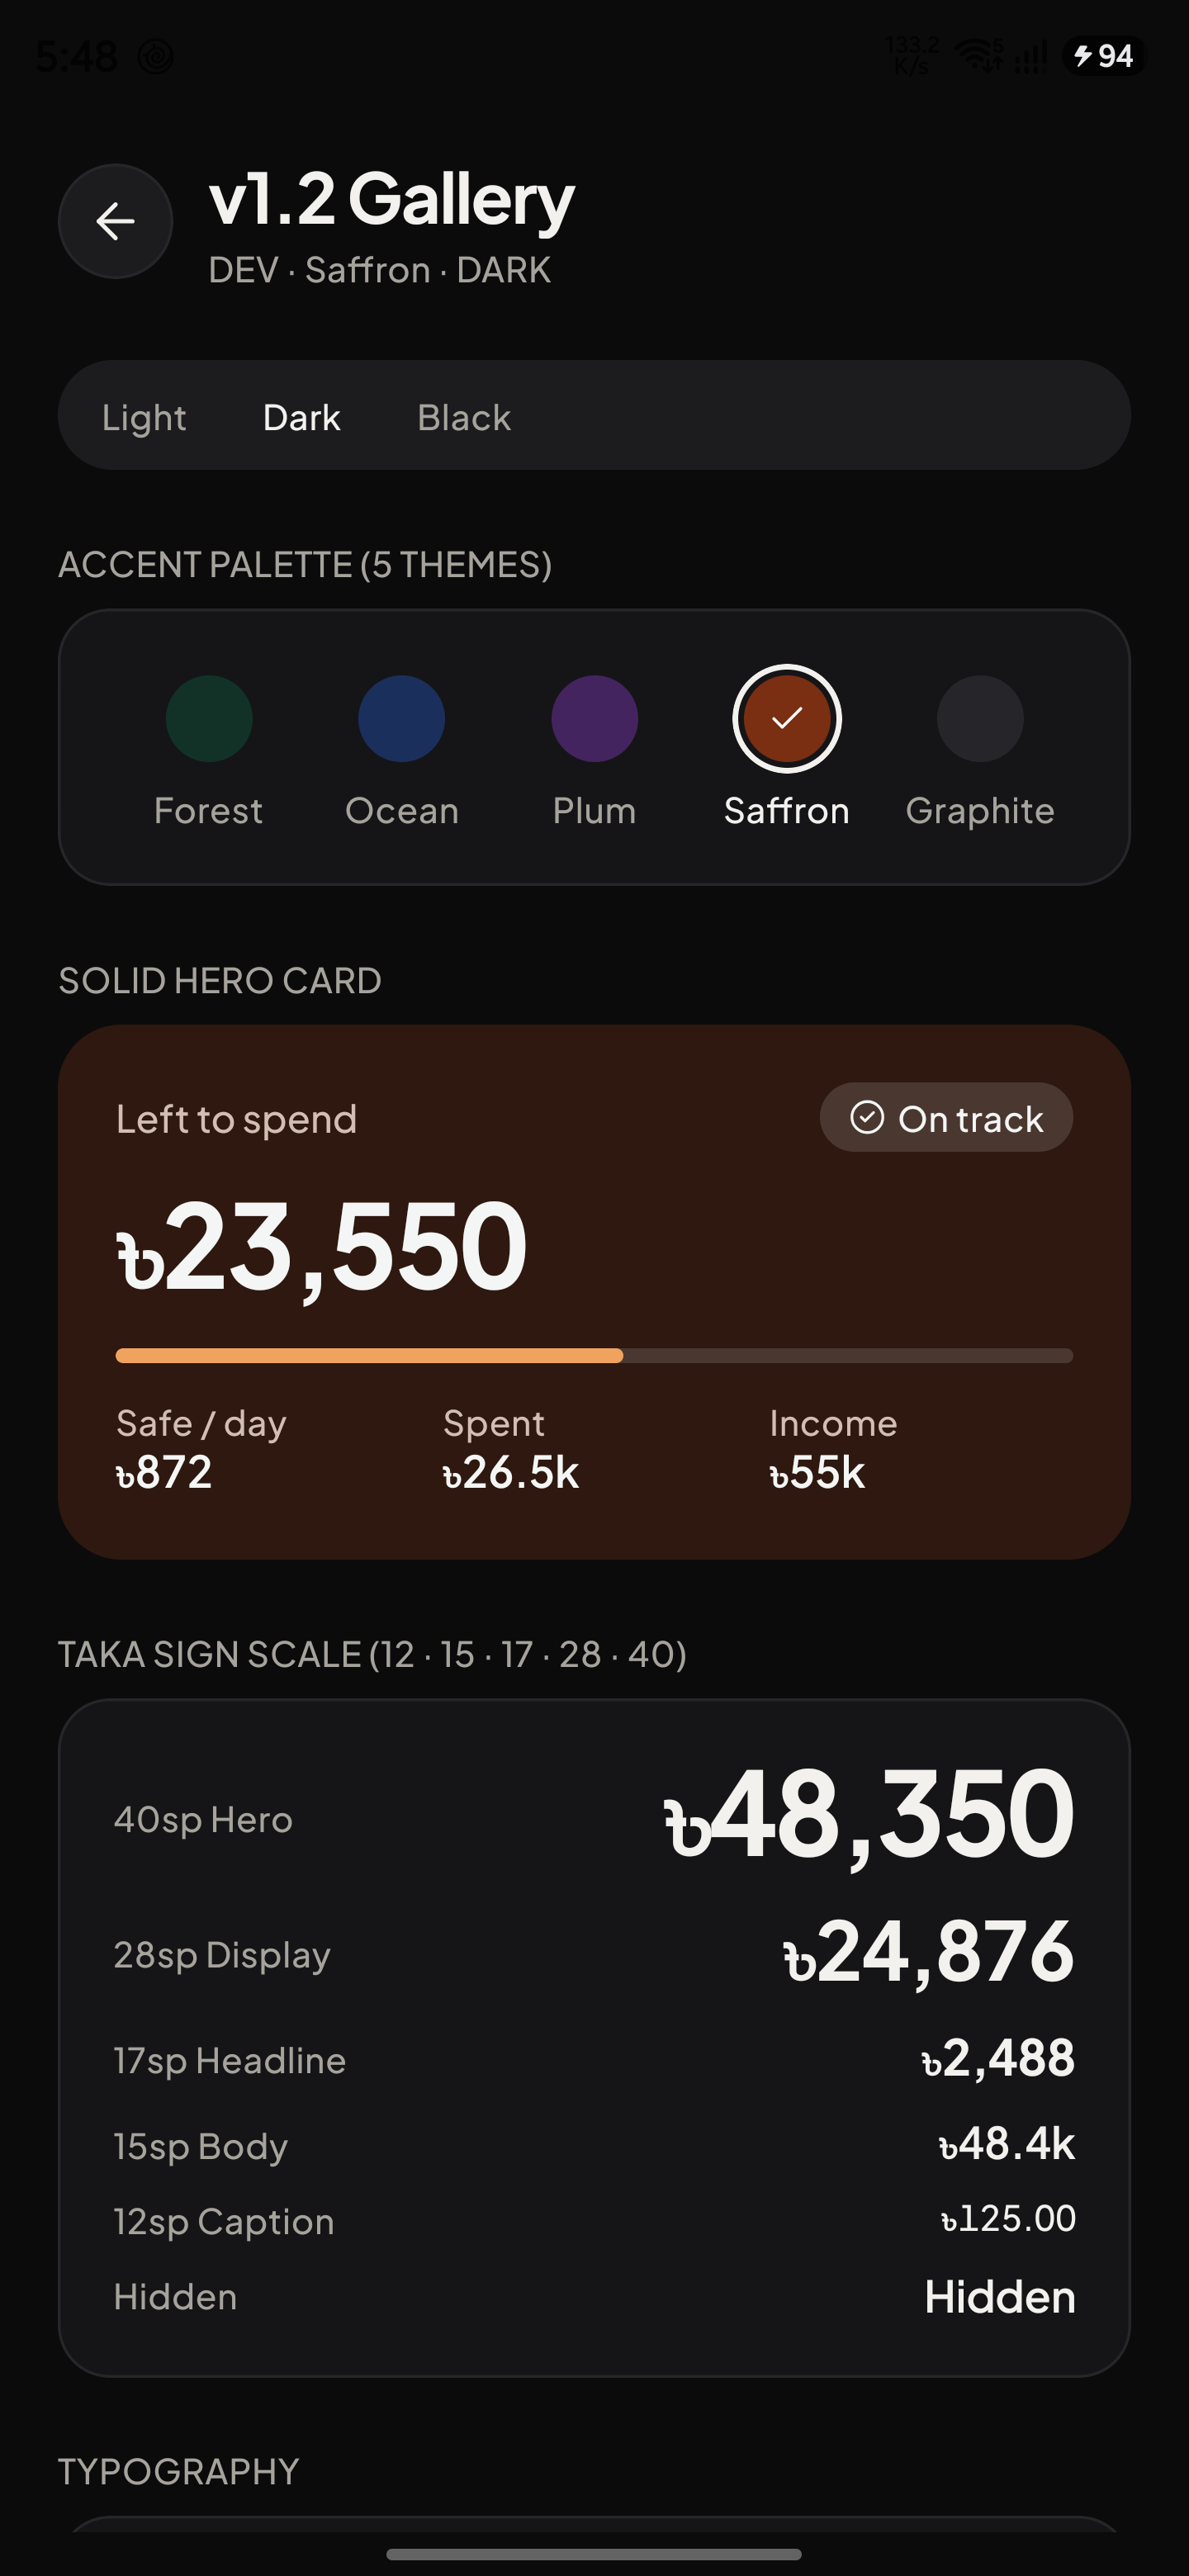 5:48
133.2
K/s
5
94
v1.2 Gallery
DEV · Saffron · DARK
Light Dark Black
ACCENT PALETTE (5 THEMES)
Forest Ocean Plum Saffron Graphite
SOLID HERO CARD
Left to spend
On track
৳23,550
Safe / day Spent Income
৳872 ৳26.5k ৳55k
TAKA SIGN SCALE (12 · 15 · 17 · 28 · 40)
40sp Hero ৳48,350
28sp Display ৳24,876
17sp Headline ৳2,488
15sp Body ৳48.4k
12sp Caption ৳125.00
Hidden Hidden
TYPOGRAPHY